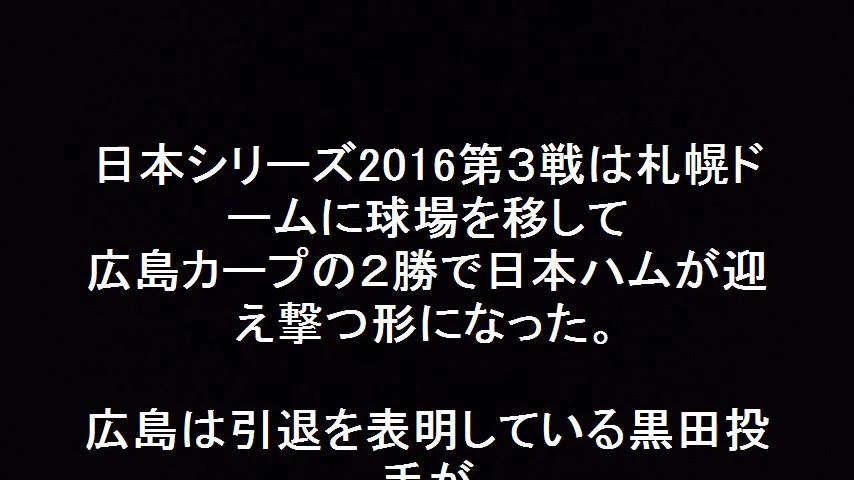 日本シリーズ2016第３戦は札幌ド
ームに球場を移して
広島カープの２勝で日本ハムが迎
え撃つ形になった。
広島は引退を表明している黒田投
手が